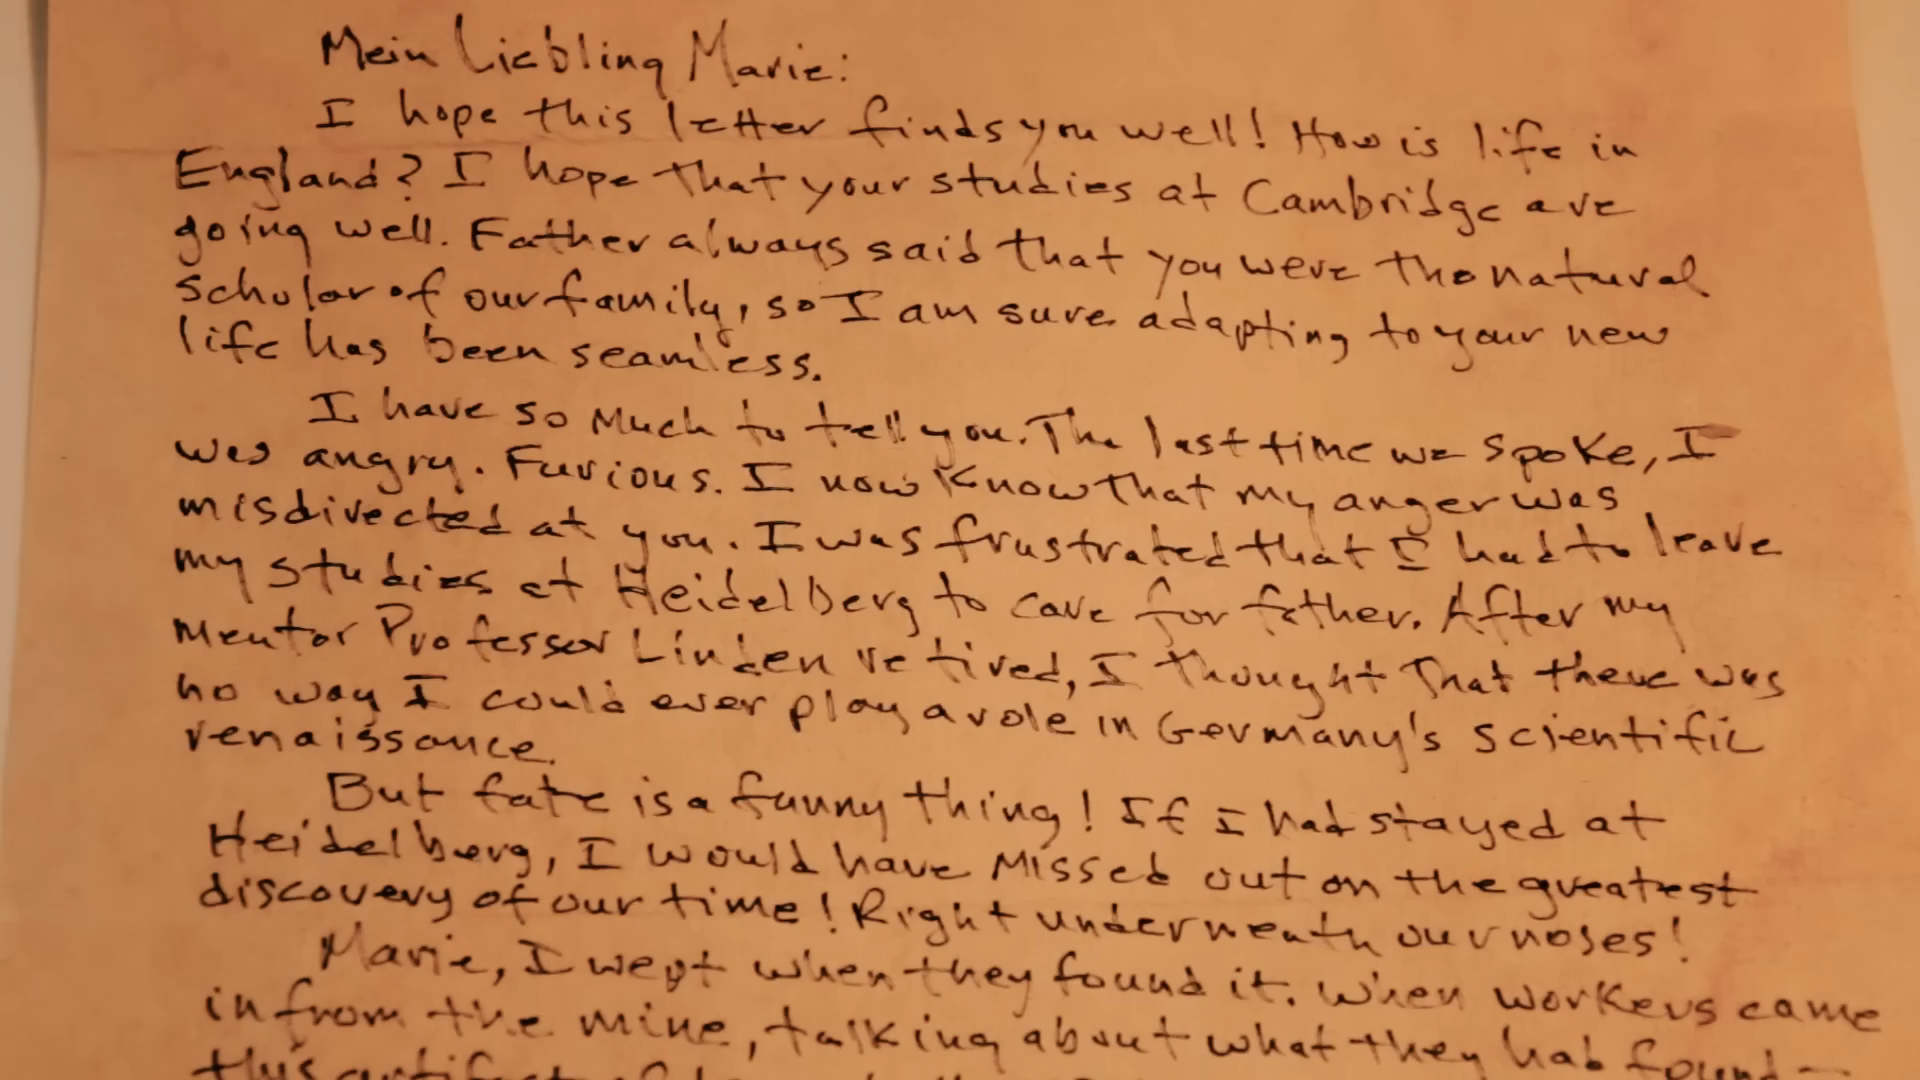 Mein Liebling Marie:
I hope this letter finds you well! How is life in
England? I hope that your studies at Cambridge are
going well. Father always said that you were the natural
scholar of our family, so I am sure adapting to your new
life has been seamless.
I have so much to tell you. The last time we spoke, I
was angry. Furious. I now know that my anger was
misdirected at you. I was frustrated that I had to leave
my studies at Heidelberg to care for father. After my
mentor Professor Linden retired, I thought that there was
no way I could ever play a role in Germany's scientific
renaissance.
But fate is a funny thing! If I had stayed at
Heidelberg, I would have missed out on the greatest
discovery of our time! Right underneath our noses!
Marie, I wept when they found it. When workers came
in from the mine, talking about what they had found—
this artifact of